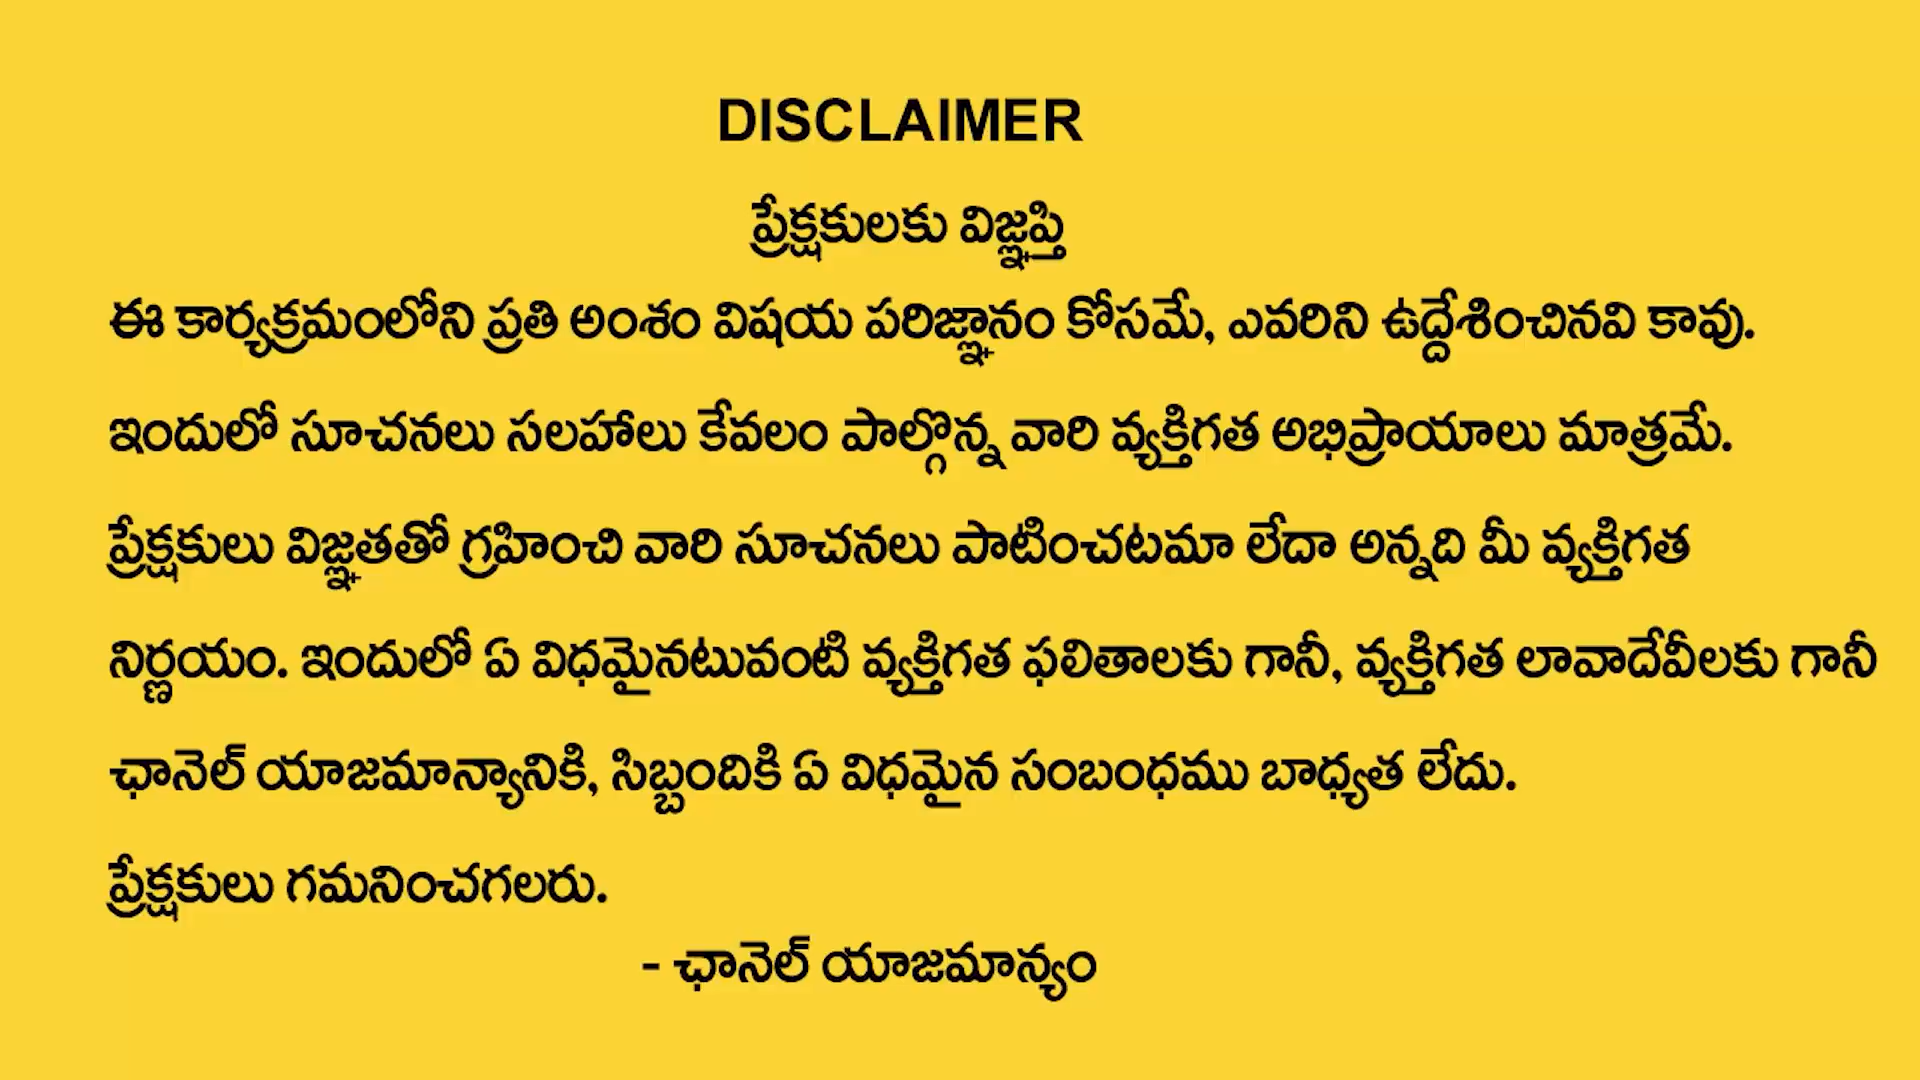 DISCLAIMER
ప్రేక్షకులకు విజ్ఞప్తి
ఈ కార్యక్రమంలోని ప్రతి అంశం విషయ పరిజ్ఞానం కోసమే, ఎవరిని ఉద్దేశించినవి కావు.
ఇందులో సూచనలు సలహాలు కేవలం పాల్గొన్న వారి వ్యక్తిగత అభిప్రాయాలు మాత్రమే.
ప్రేక్షకులు విజ్ఞతతో గ్రహించి వారి సూచనలు పాటించటమా లేదా అన్నది మీ వ్యక్తిగత
నిర్ణయం. ఇందులో ఏ విధమైనటువంటి వ్యక్తిగత ఫలితాలకు గానీ, వ్యక్తిగత లావాదేవీలకు గానీ
ఛానెల్ యాజమాన్యానికి, సిబ్బందికి ఏ విధమైన సంబంధము బాధ్యత లేదు.
ప్రేక్షకులు గమనించగలరు.
- ఛానెల్ యాజమాన్యం